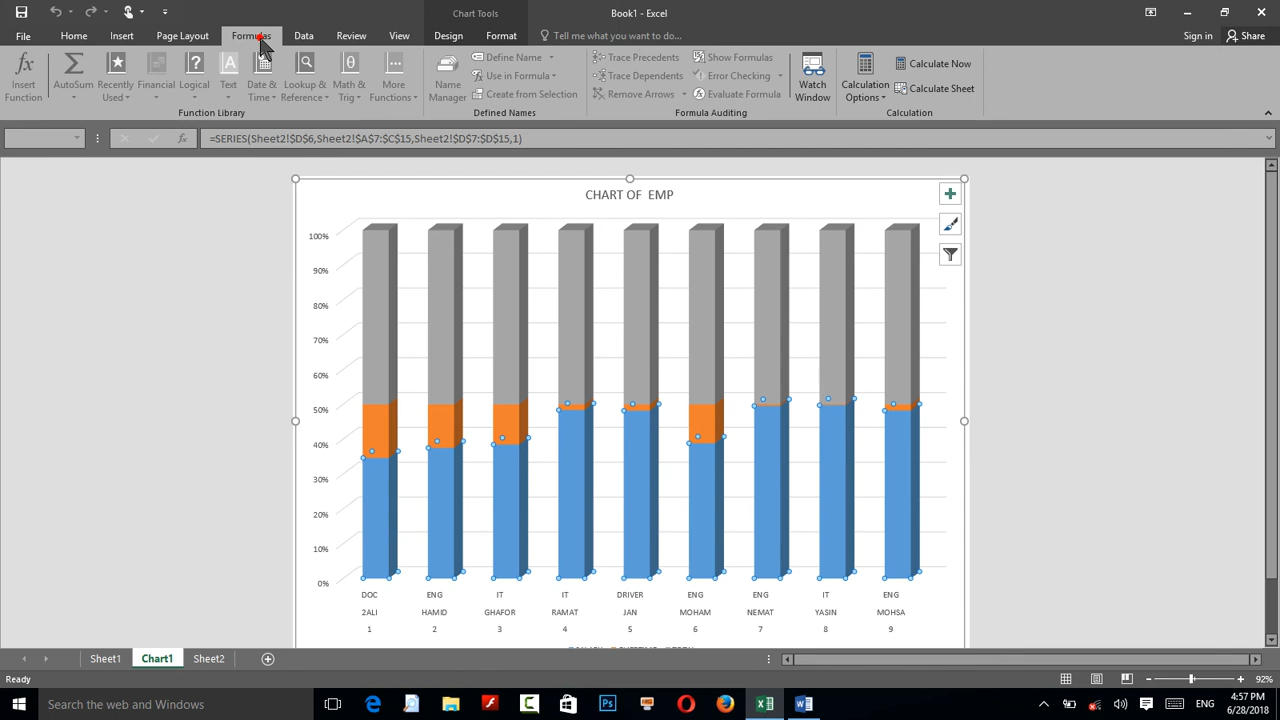 Chart Tools
Book1 - Excel
File Home Insert Page Layout Formulas Data Review View Design Format Tell me what you want to do... Sign in Share
Insert Function
AutoSum
Recently Used
Financial
Logical
Text
Date & Time
Lookup & Reference
Math & Trig
More Functions
Function Library
Name Manager
Define Name
Use in Formula
Create from Selection
Defined Names
Trace Precedents
Trace Dependents
Remove Arrows
Show Formulas
Error Checking
Evaluate Formula
Formula Auditing
Watch Window
Calculation Options
Calculate Now
Calculate Sheet
Calculation
fx =SERIES(Sheet2!$D$6,Sheet2!$A$7:$C$15,Sheet2!$D$7:$D$15,1)
CHART OF EMP
100%
90%
80%
70%
60%
50%
40%
30%
20%
10%
0%
DOC ENG IT IT DRIVER ENG ENG IT ENG
2ALI HAMID GHAFOR RAMAT JAN MOHAM NEMAT YASIN MOHSA
1 2 3 4 5 6 7 8 9
Sheet1 Chart1 Sheet2
Ready
92%
Search the web and Windows
ENG
4:57 PM
6/28/2018